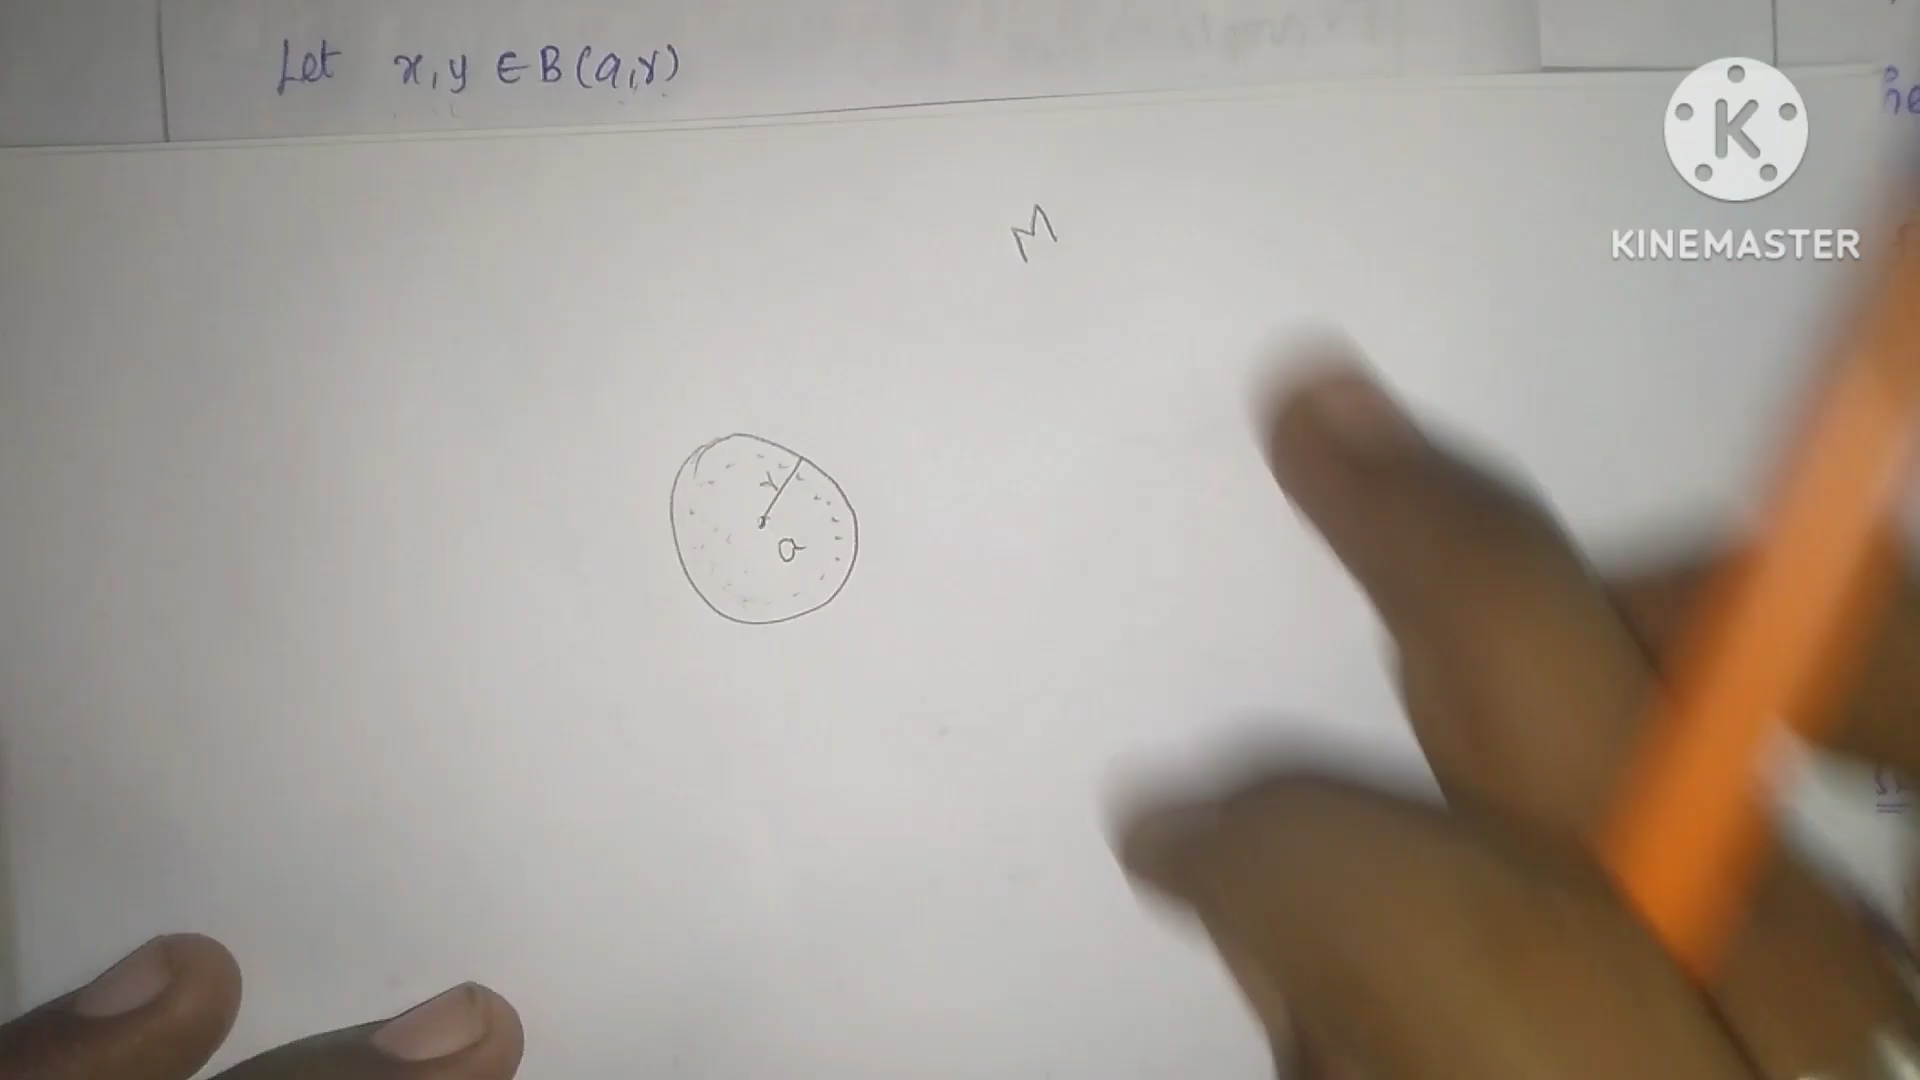 Let x, y ∈ B(a, r)
M
K
KINEMASTER
r
a